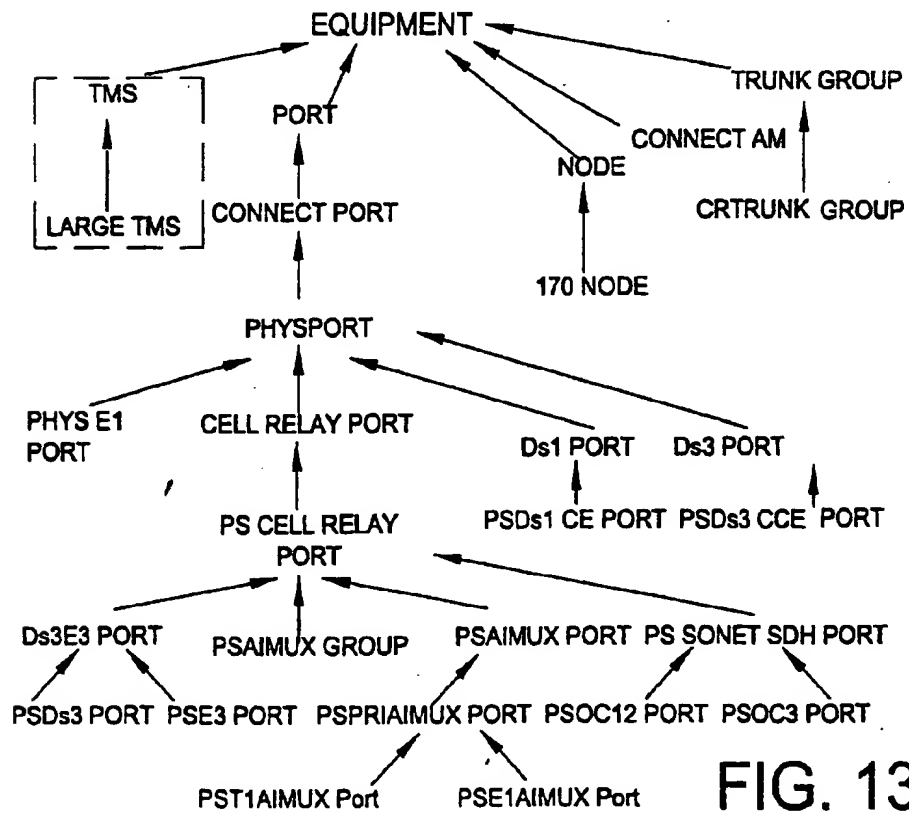 EQUIPMENT
TMS
TRUNK GROUP
PORT
CONNECT AM
NODE
LARGE TMS
CONNECT PORT
CRTRUNK GROUP
170 NODE
PHYSPORT
PHYS E1
PORT
CELL RELAY PORT
Ds1 PORT
Ds3 PORT
PS CELL RELAY
PORT
PSDs1 CE PORT
PSDs3 CCE PORT
Ds3E3 PORT
PSAIMUX GROUP
PSAIMUX PORT
PS SONET SDH PORT
PSDs3 PORT
PSE3 PORT
PSPRIAIMUX PORT
PSOC12 PORT
PSOC3 PORT
PST1AIMUX Port
PSE1AIMUX Port
FIG. 13